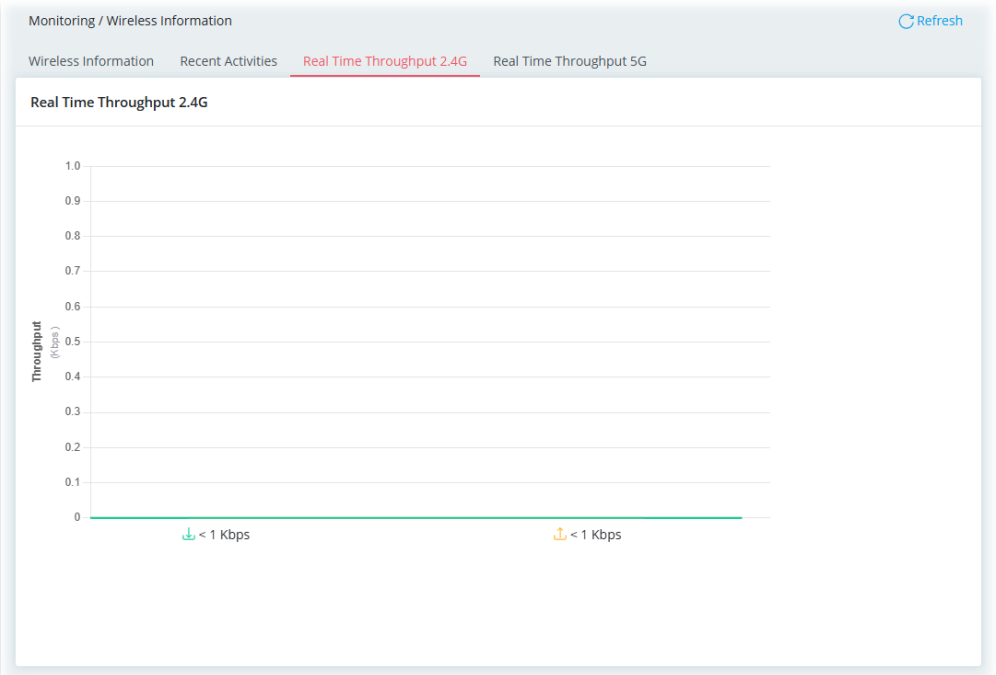 Monitoring / Wireless Information
Refresh
Wireless Information Recent Activities Real Time Throughput 2.4G Real Time Throughput 5G
Real Time Throughput 2.4G
1.0
0.9
0.8
0.7
0.6
0.5
0.4
0.3
0.2
0.1
0
Throughput
(Kbps)
< 1 Kbps
< 1 Kbps